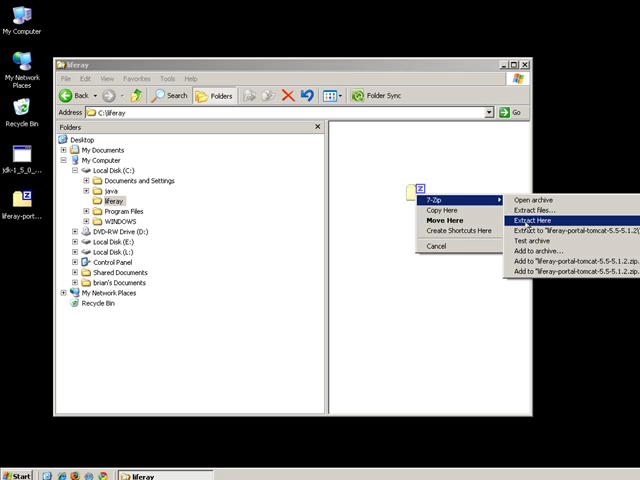 My Computer
My Network
Places
Recycle Bin
jdk-1_5_0_...
liferay-port...
liferay
File Edit View Favorites Tools Help
Back Search Folders Folder Sync
Address C:\liferay Go
Folders
Desktop
My Documents
My Computer
Local Disk (C:)
Documents and Settings
java
liferay
Program Files
WINDOWS
DVD-RW Drive (D:)
Local Disk (E:)
Local Disk (L:)
Control Panel
Shared Documents
brian's Documents
My Network Places
Recycle Bin
7-Zip
Copy Here
Move Here
Create Shortcuts Here
Cancel
Open archive
Extract files...
Extract Here
Extract to "liferay-portal-tomcat-5.5-5.1.2\
Test archive
Add to archive...
Add to "liferay-portal-tomcat-5.5-5.1.2.zip.
Add to "liferay-portal-tomcat-5.5-5.1.2.zip.
Start liferay